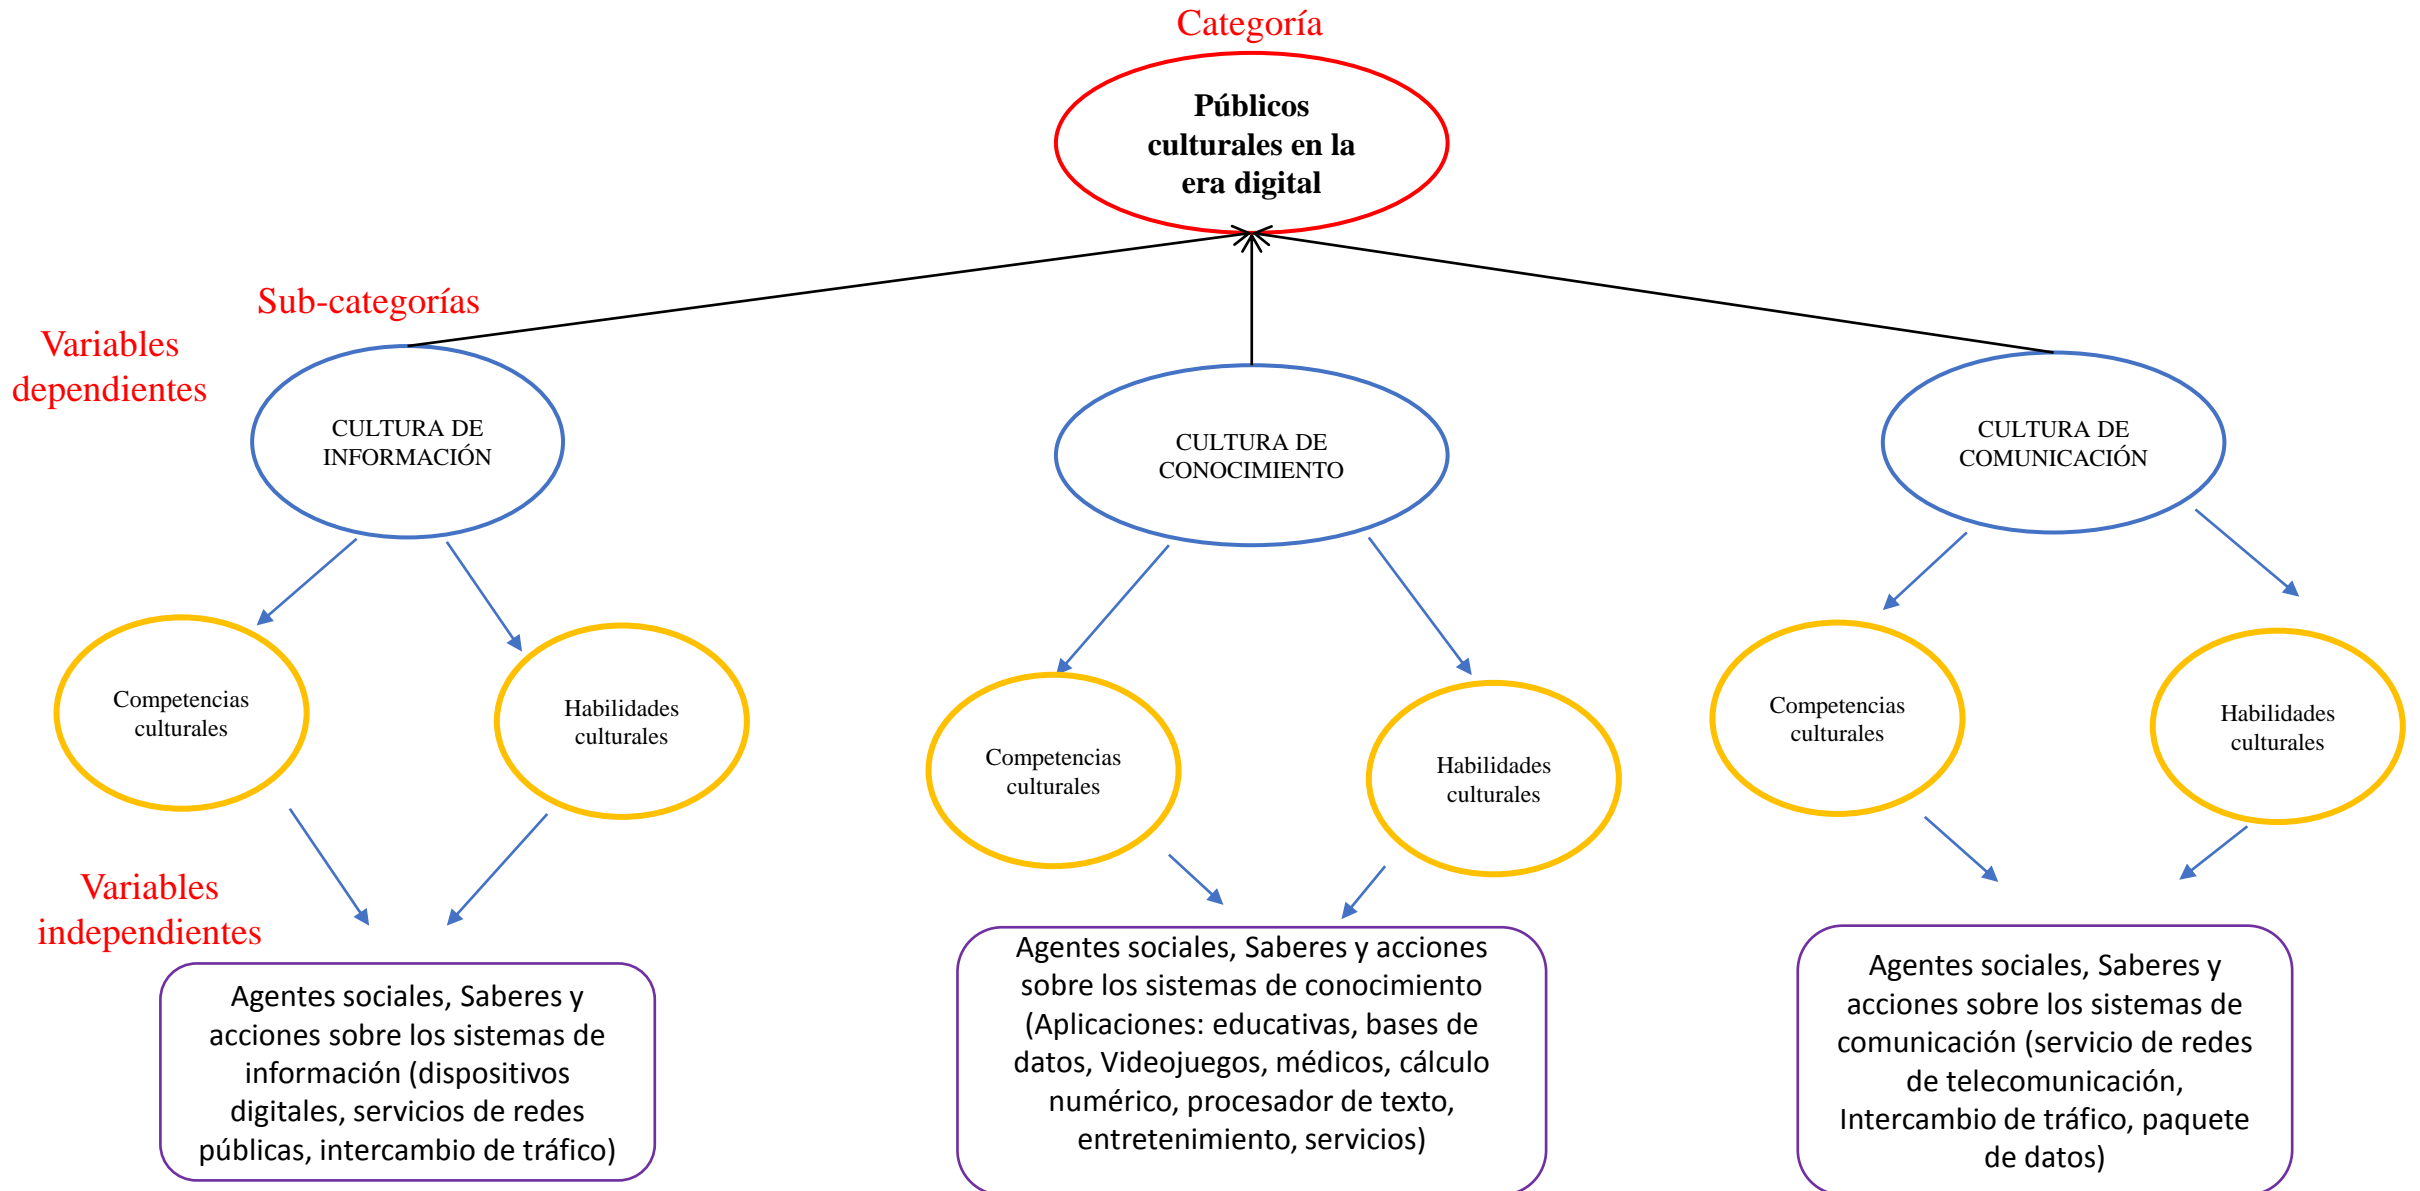 Categoría
Públicos
culturales en la
era digital
Sub-categorías
Variables
dependientes
CULTURA DE
INFORMACIÓN
CULTURA DE
CONOCIMIENTO
CULTURA DE
COMUNICACIÓN
Competencias
culturales
Habilidades
culturales
Competencias
culturales
Habilidades
culturales
Competencias
culturales
Habilidades
culturales
Variables
independientes
Agentes sociales, Saberes y
acciones sobre los sistemas de
información (dispositivos
digitales, servicios de redes
públicas, intercambio de tráfico)
Agentes sociales, Saberes y acciones
sobre los sistemas de conocimiento
(Aplicaciones: educativas, bases de
datos, Videojuegos, médicos, cálculo
numérico, procesador de texto,
entretenimiento, servicios)
Agentes sociales, Saberes y
acciones sobre los sistemas de
comunicación (servicio de redes
de telecomunicación,
Intercambio de tráfico, paquete
de datos)